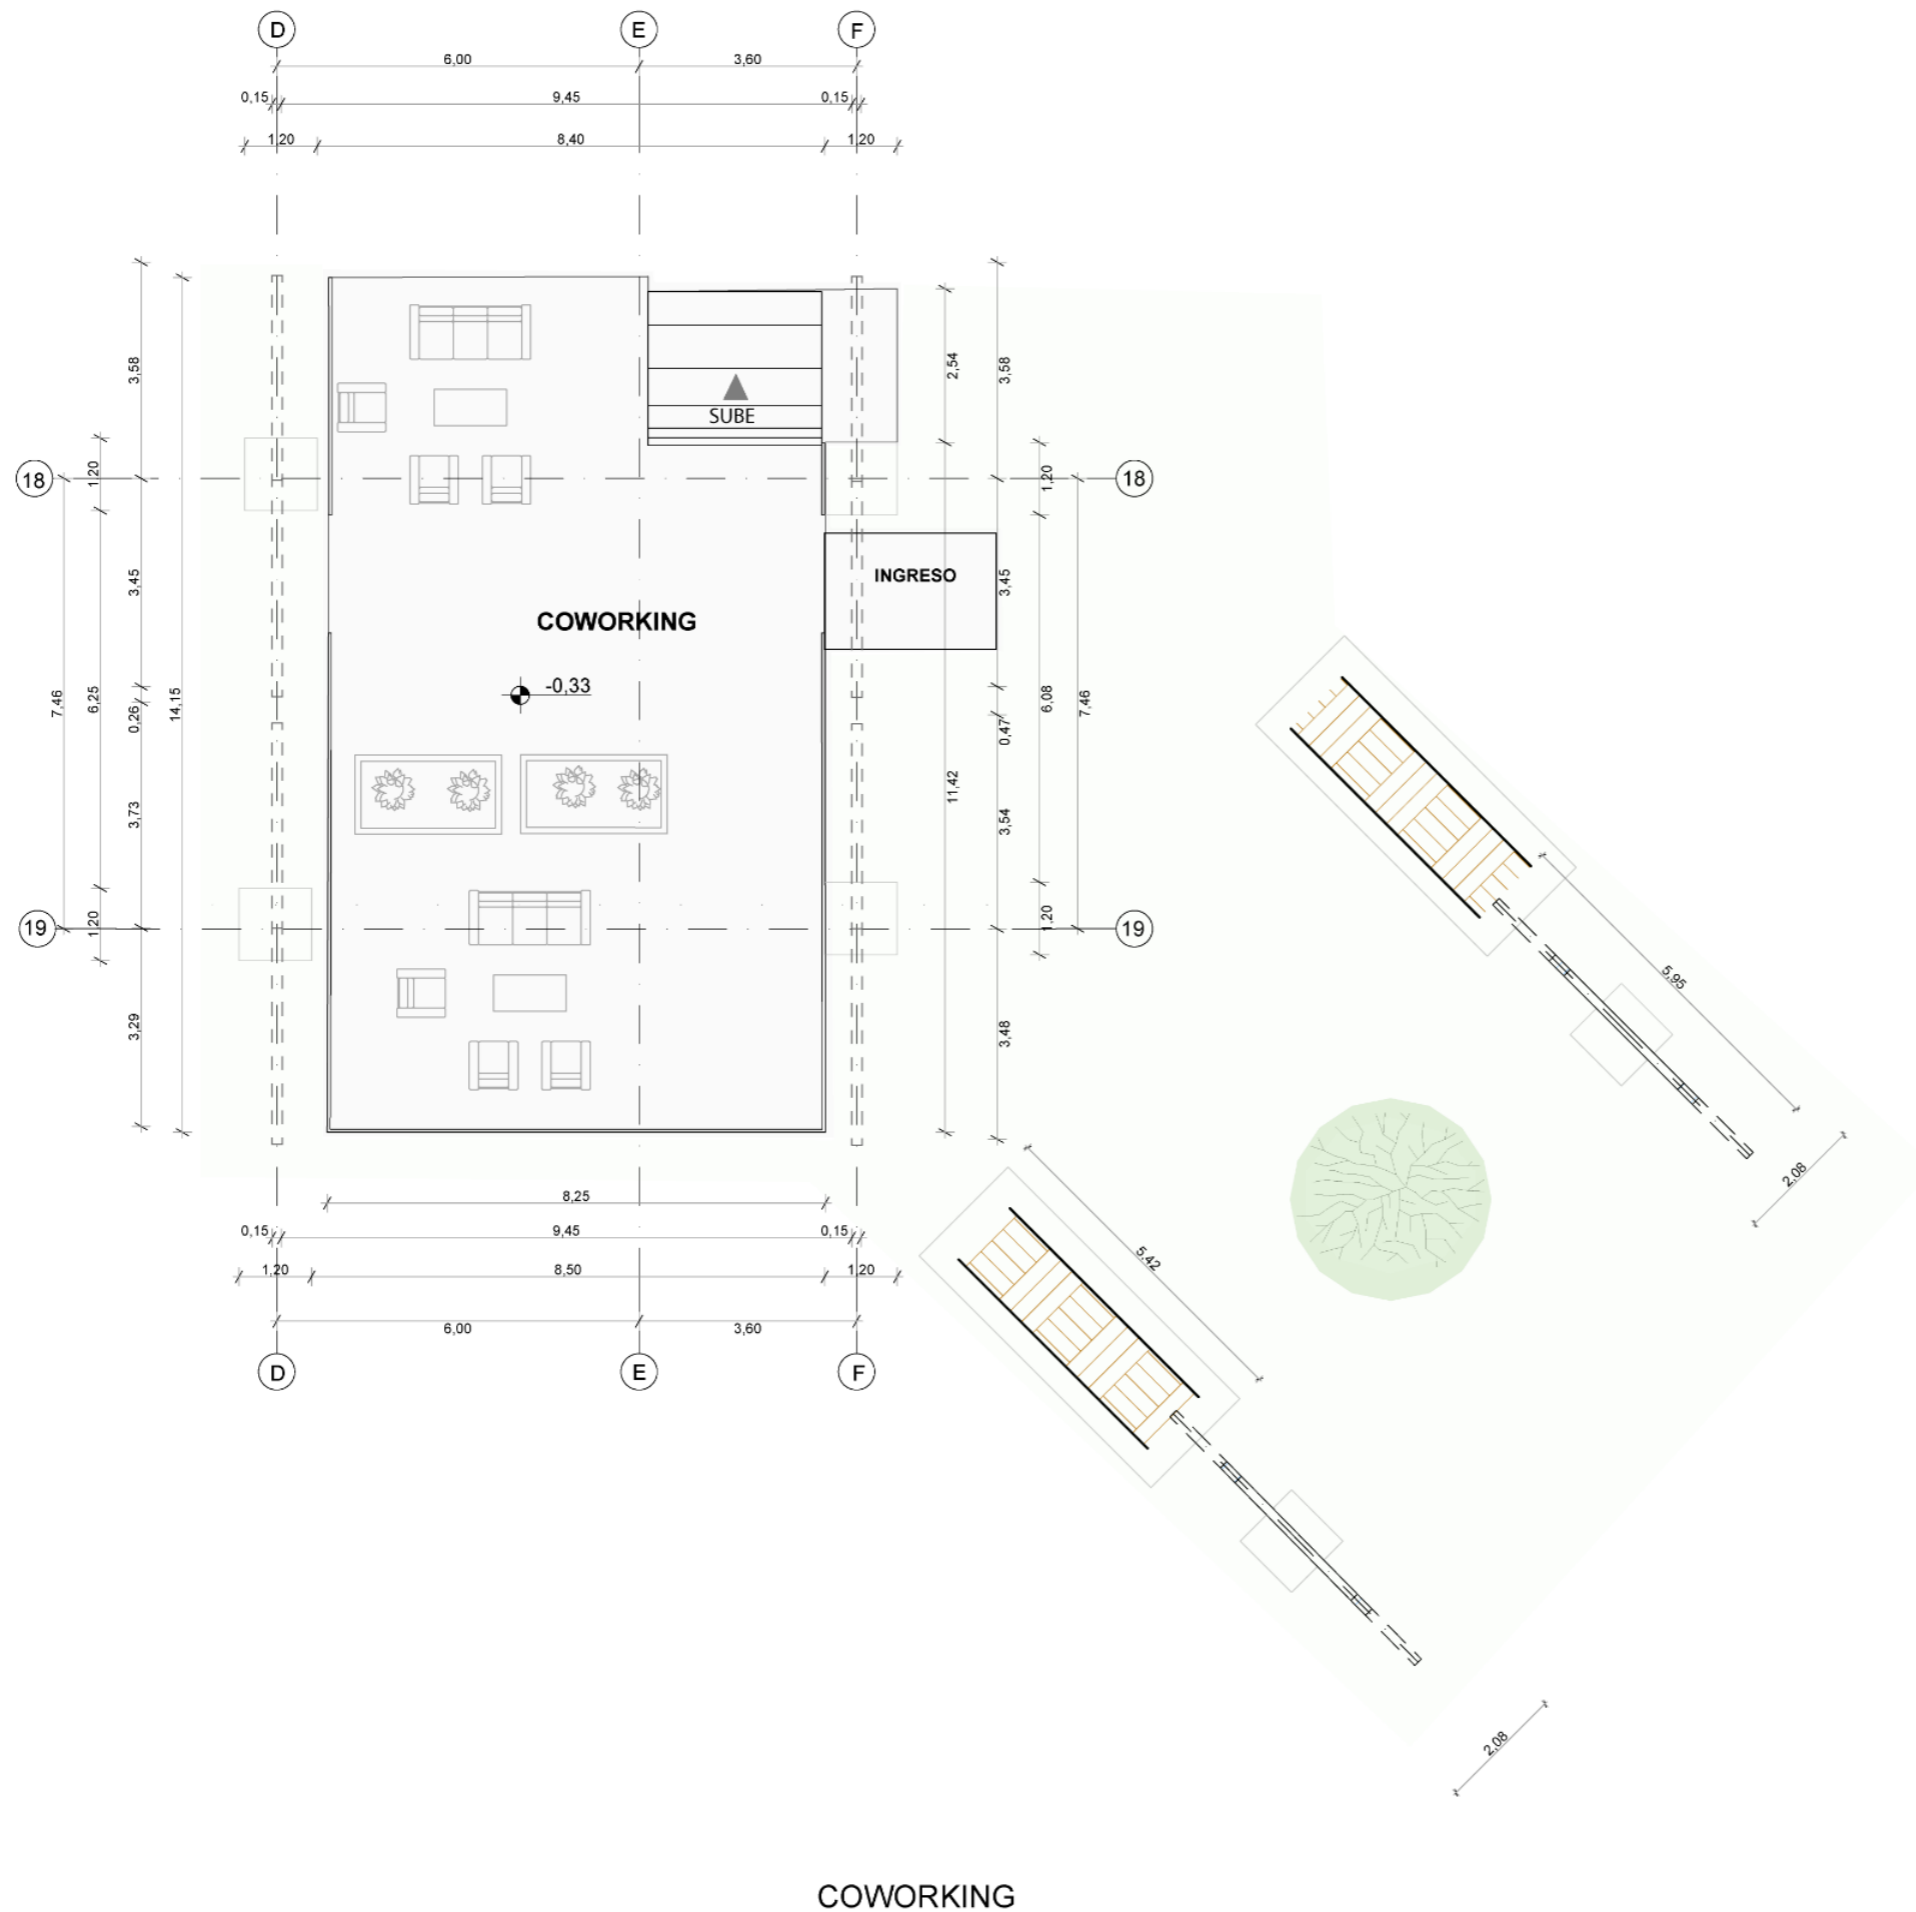 D E F
6,00 3,60
0,15 9,45 0,15
1,20 8,40 1,20
3,58 2,54 3,58
SUBE
1,20 1,20
18 18
3,45 INGRESO 3,45
COWORKING
-0,33
7,46 6,25 0,26 14,15 6,08 7,46
0,47
3,73 11,42 3,54
1,20 1,20
19 19
5,95
3,29 3,48
2,08
8,25
0,15 9,45 0,15
5,42
1,20 8,50 1,20
6,00 3,60
D E F
2,08
COWORKING